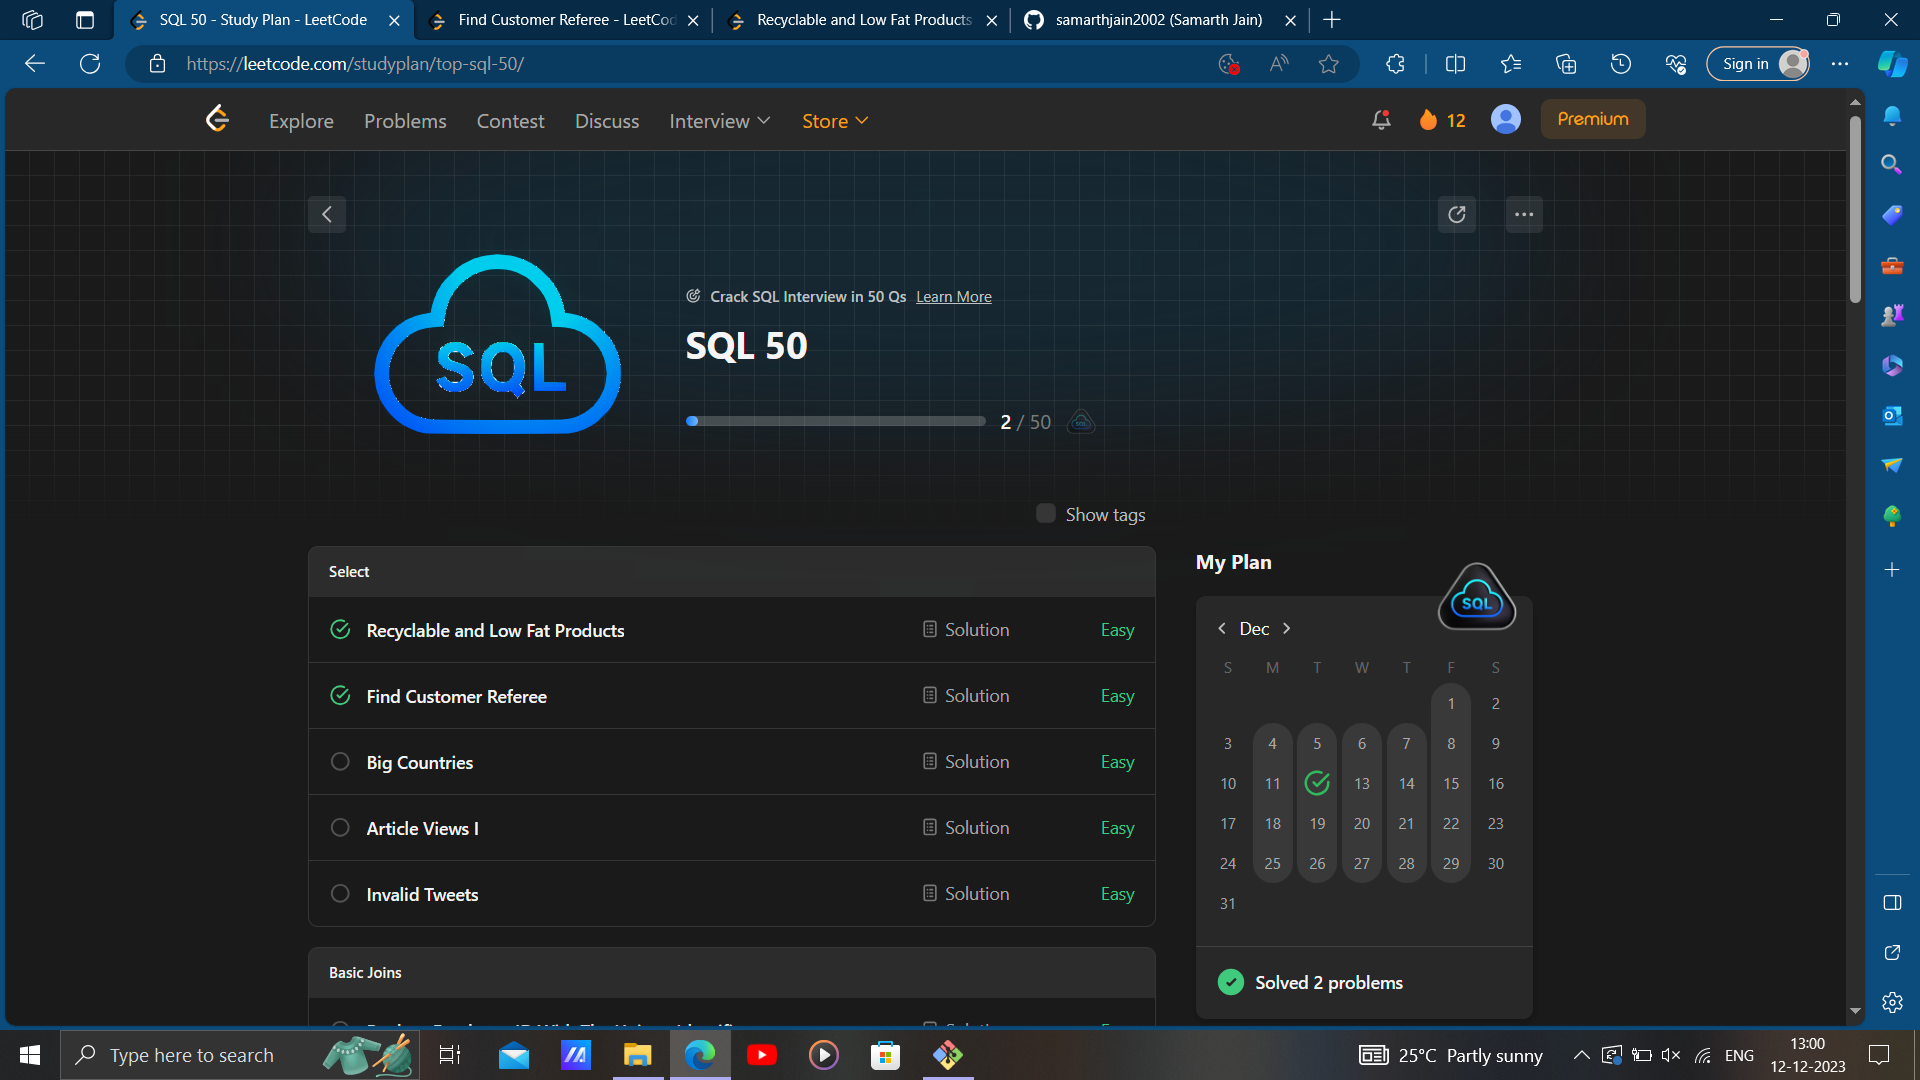 SQL 50 - Study Plan - LeetCode
Find Customer Referee - LeetCod
Recyclable and Low Fat Products
samarthjain2002 (Samarth Jain)
https://leetcode.com/studyplan/top-sql-50/
Sign in
Explore
Problems
Contest
Discuss
Interview
Store
12
Premium
SQL
Crack SQL Interview in 50 Qs Learn More
SQL 50
2 / 50
Show tags
Select
Recyclable and Low Fat Products Solution Easy
Find Customer Referee Solution Easy
Big Countries Solution Easy
Article Views I Solution Easy
Invalid Tweets Solution Easy
Basic Joins
My Plan
SQL
Dec
S M T W T F S
1 2
3 4 5 6 7 8 9
10 11 13 14 15 16
17 18 19 20 21 22 23
24 25 26 27 28 29 30
31
Solved 2 problems
Type here to search
25°C Partly sunny
ENG
13:00
12-12-2023